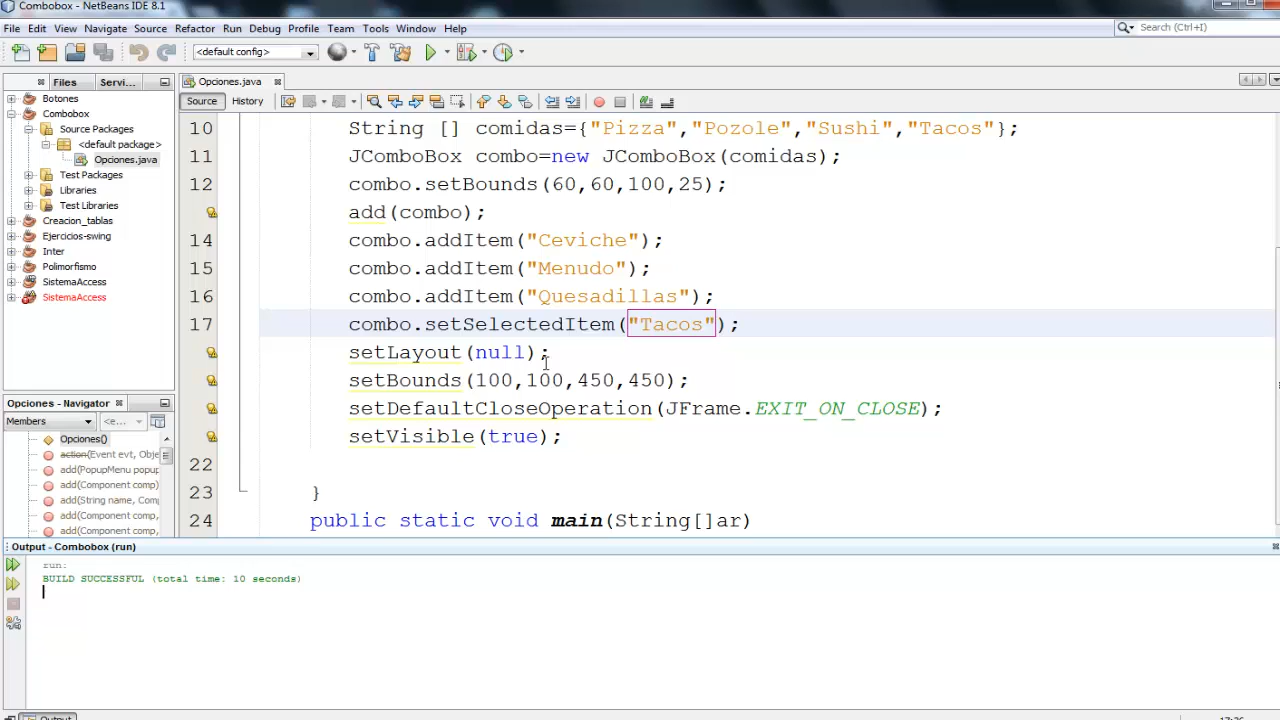 Combobox - NetBeans IDE 8.1
File Edit View Navigate Source Refactor Run Debug Profile Team Tools Window Help
Search (Ctrl+I)
<default config>
Files Servi...
Opciones.java
Source History
Botones
Combobox
Source Packages
<default package>
Opciones.java
Test Packages
Libraries
Test Libraries
Creacion_tablas
Ejercicios-swing
Inter
Polimorfismo
SistemaAccess
SistemaAccess
10 String [] comidas={"Pizza","Pozole","Sushi","Tacos"};
11 JComboBox combo=new JComboBox(comidas);
12 combo.setBounds(60,60,100,25);
add(combo);
14 combo.addItem("Ceviche");
15 combo.addItem("Menudo");
16 combo.addItem("Quesadillas");
17 combo.setSelectedItem("Tacos");
setLayout(null);
setBounds(100,100,450,450);
setDefaultCloseOperation(JFrame.EXIT_ON_CLOSE);
setVisible(true);
22
23 }
24 public static void main(String[]ar)
Opciones - Navigator
Members <e...
Opciones()
action(Event evt, Obje
add(PopupMenu popup
add(Component comp)
add(String name, Comp
add(Component comp,
add(Component comp,
Output - Combobox (run)
run:
BUILD SUCCESSFUL (total time: 10 seconds)
Output